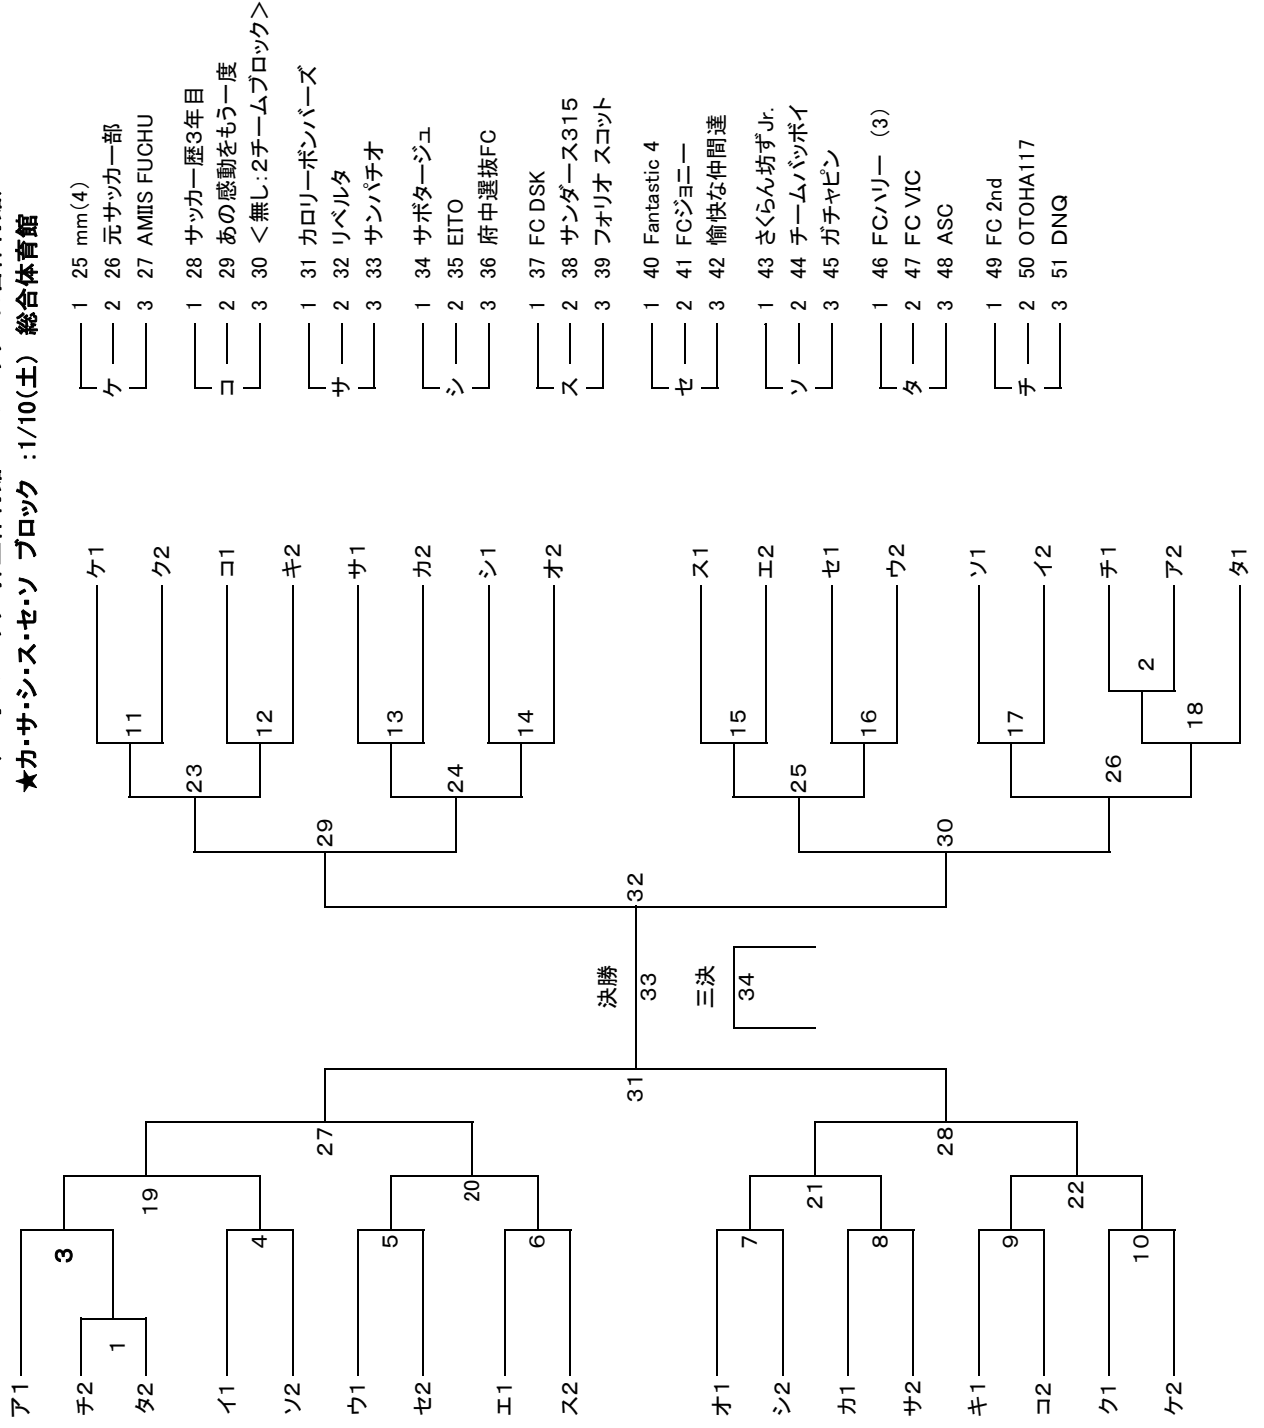 ★カ・サ・シ・ス・セ・ソ ブロック :1/10(土) 総合体育館
ケ
1 25 mm(4)
2 26 元サッカー部
3 27 AMIIS FUCHU
コ
1 28 サッカー歴3年目
2 29 あの感動をもう一度
3 30 <無し:2チームブロック>
サ
1 31 カロリーボンバーズ
2 32 リベルタ
3 33 サンパチオ
シ
1 34 サボタージュ
2 35 EITO
3 36 府中選抜FC
ス
1 37 FC DSK
2 38 サンダース315
3 39 フォリオ スコット
セ
1 40 Fantastic 4
2 41 FCジョニー
3 42 愉快な仲間達
ソ
1 43 さくらん坊ずJr.
2 44 チームバッボイ
3 45 ガチャピン
タ
1 46 FCハリー (3)
2 47 FC VIC
3 48 ASC
チ
1 49 FC 2nd
2 50 OTOHA117
3 51 DNQ
ケ1
ク2
コ1
キ2
サ1
カ2
シ1
オ2
ス1
エ2
セ1
ウ2
ソ1
イ2
チ1
ア2
タ1
2
11
12
13
14
15
16
17
18
23
24
25
26
29
30
32
決勝
33
三決
34
31
27
28
19
20
21
22
3
4
5
6
7
8
9
10
1
ア1
チ2
タ2
イ1
ソ2
ウ1
セ2
エ1
ス2
オ1
シ2
カ1
サ2
キ1
コ2
ク1
ケ2